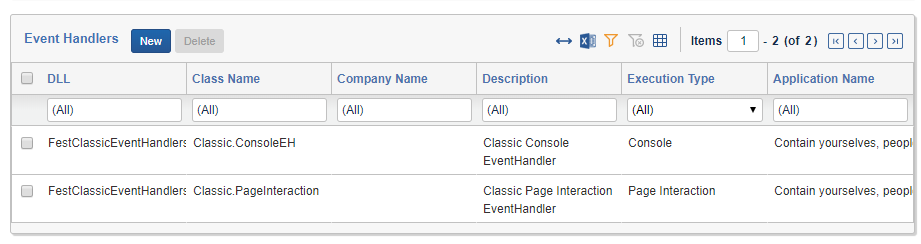 Event Handlers New Delete Items 1 - 2 (of 2)
DLL Class Name Company Name Description Execution Type Application Name
(All) (All) (All) (All) (All) (All)
FestClassicEventHandlers Classic.ConsoleEH Classic Console Console Contain yourselves, peopl
EventHandler
FestClassicEventHandlers Classic.PageInteraction Classic Page Interaction Page Interaction Contain yourselves, peopl
EventHandler